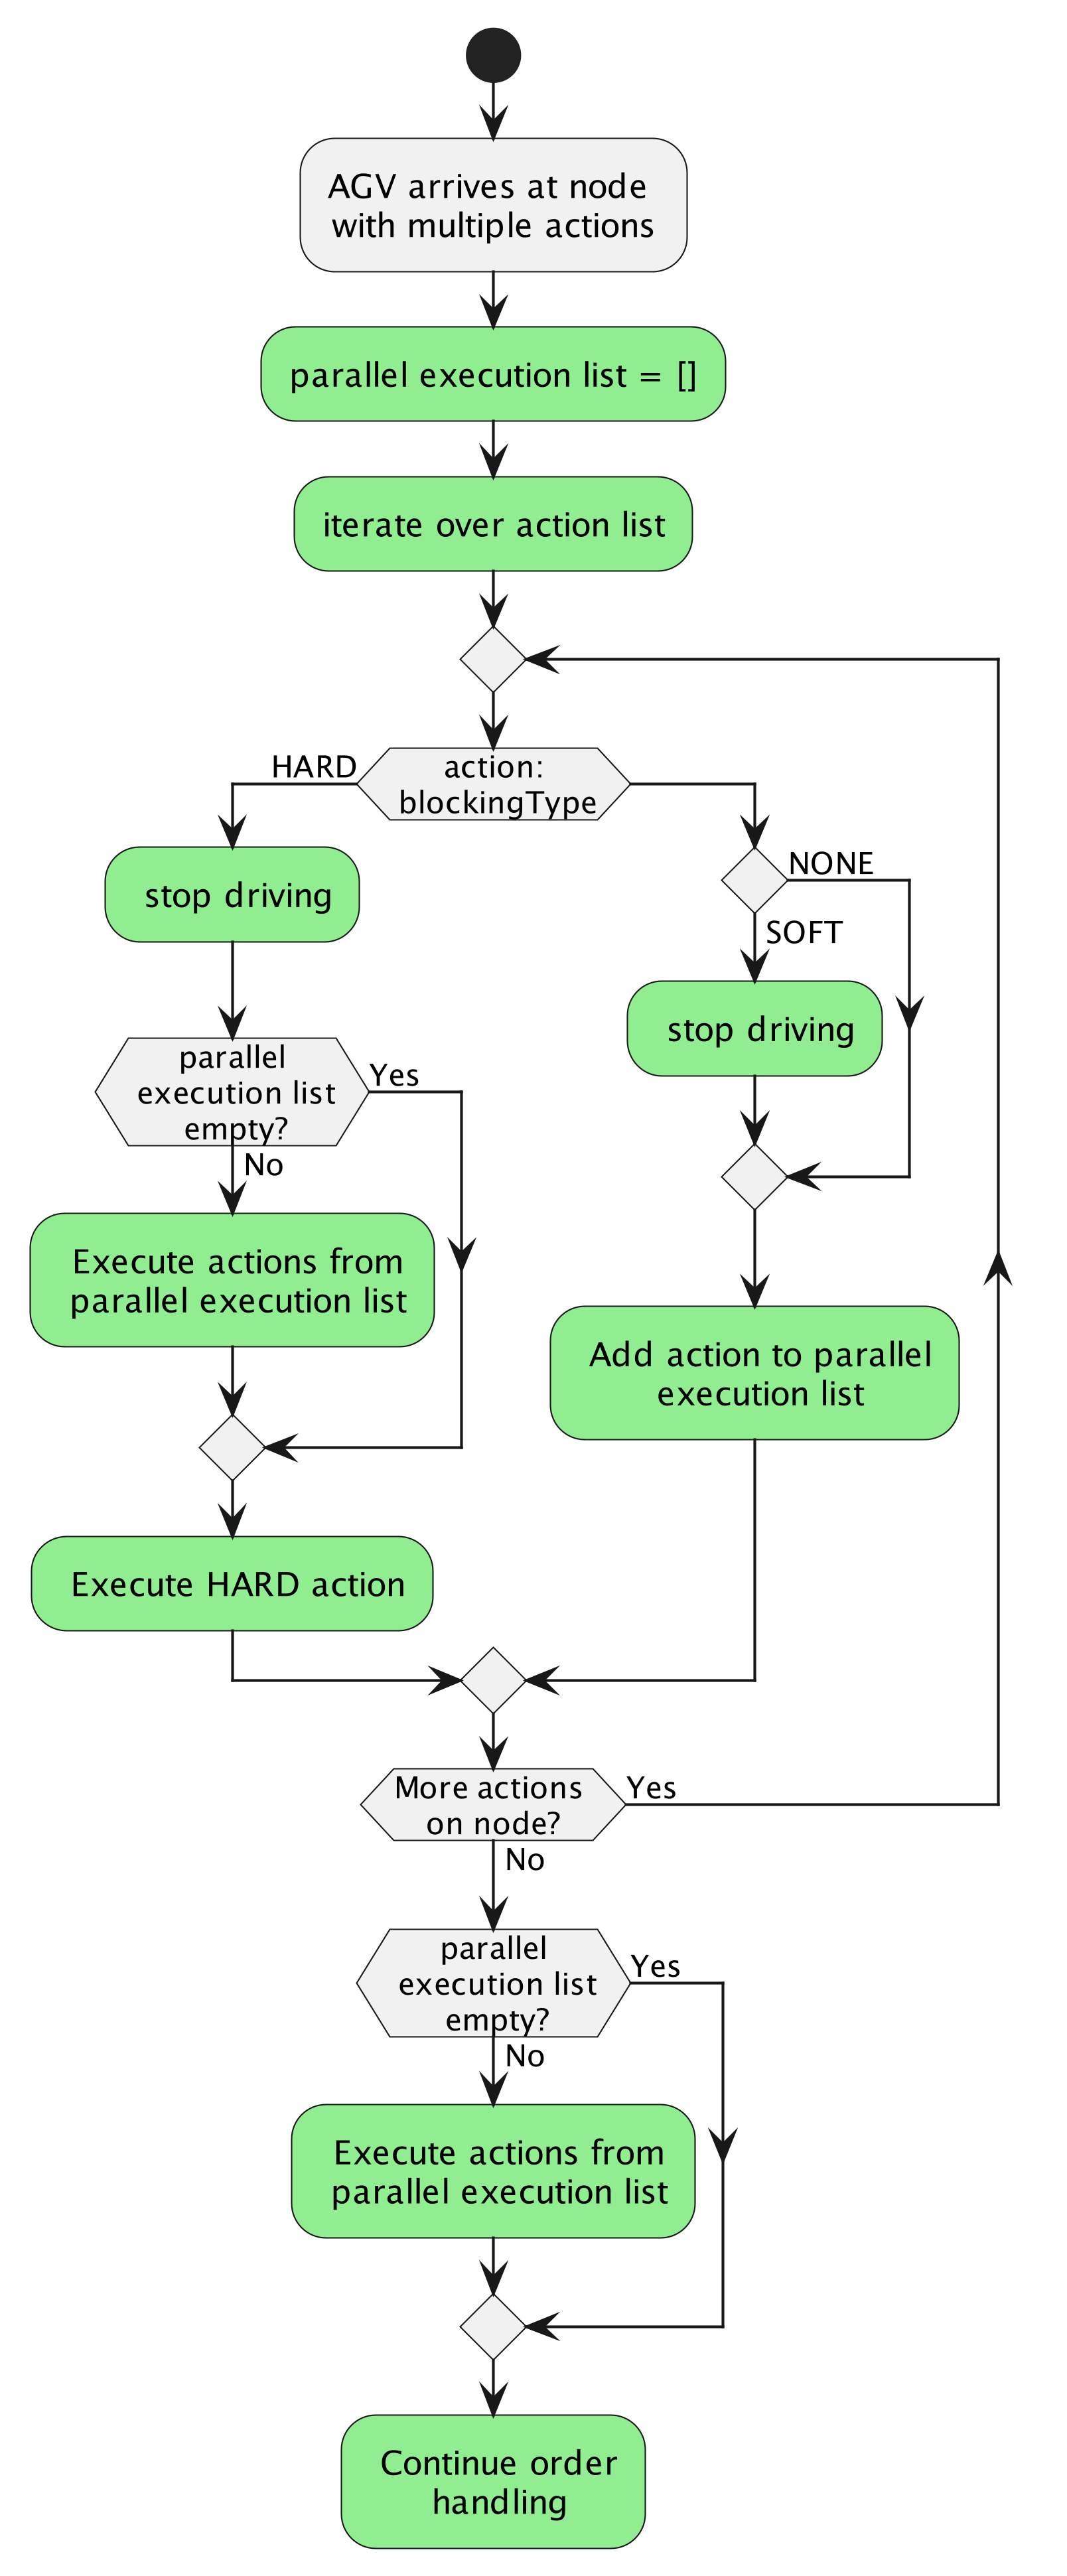 AGV arrives at node
with multiple actions
parallel execution list = []
iterate over action list
action:
blockingType
HARD
stop driving
parallel
execution list
empty?
Yes
No
Execute actions from
parallel execution list
Execute HARD action
NONE
SOFT
stop driving
Add action to parallel
execution list
More actions
on node?
Yes
No
parallel
execution list
empty?
Yes
No
Execute actions from
parallel execution list
Continue order
handling